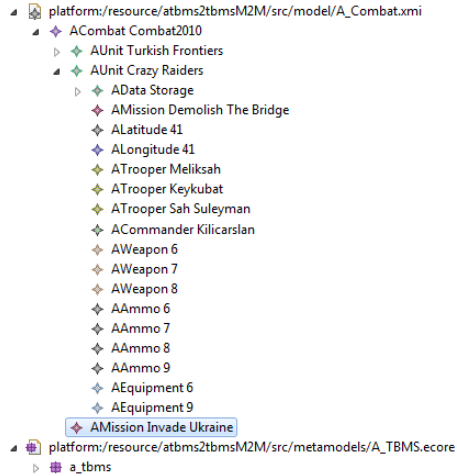 platform:/resource/atbms2tbmsM2M/src/model/A_Combat.xmi
ACombat Combat2010
AUnit Turkish Frontiers
AUnit Crazy Raiders
AData Storage
AMission Demolish The Bridge
ALatitude 41
ALongitude 41
ATrooper Meliksah
ATrooper Keykubat
ATrooper Sah Suleyman
ACommander Kilicarslan
AWeapon 6
AWeapon 7
AWeapon 8
AAmmo 6
AAmmo 7
AAmmo 8
AAmmo 9
AEquipment 6
AEquipment 9
AMission Invade Ukraine
platform:/resource/atbms2tbmsM2M/src/metamodels/A_TBMS.ecore
a_tbms